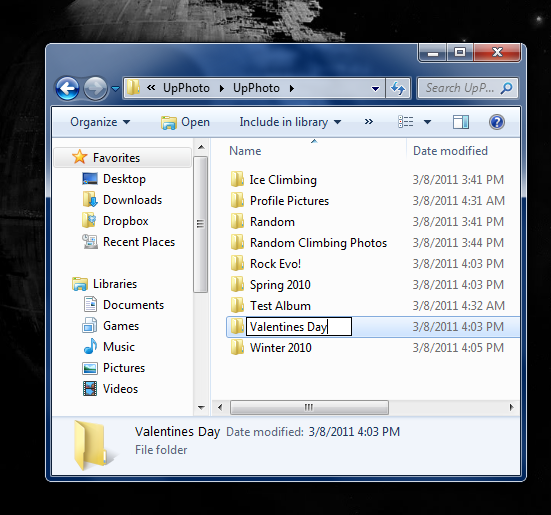 « UpPhoto UpPhoto Search UpP...
Organize Open Include in library »
Favorites
Desktop
Downloads
Dropbox
Recent Places
Libraries
Documents
Games
Music
Pictures
Videos
Name Date modified
Ice Climbing 3/8/2011 3:41 PM
Profile Pictures 3/8/2011 4:31 AM
Random 3/8/2011 3:41 PM
Random Climbing Photos 3/8/2011 3:44 PM
Rock Evo! 3/8/2011 4:03 PM
Spring 2010 3/8/2011 4:03 PM
Test Album 3/8/2011 4:32 AM
Valentines Day 3/8/2011 4:03 PM
Winter 2010 3/8/2011 4:05 PM
Valentines Day Date modified: 3/8/2011 4:03 PM
File folder